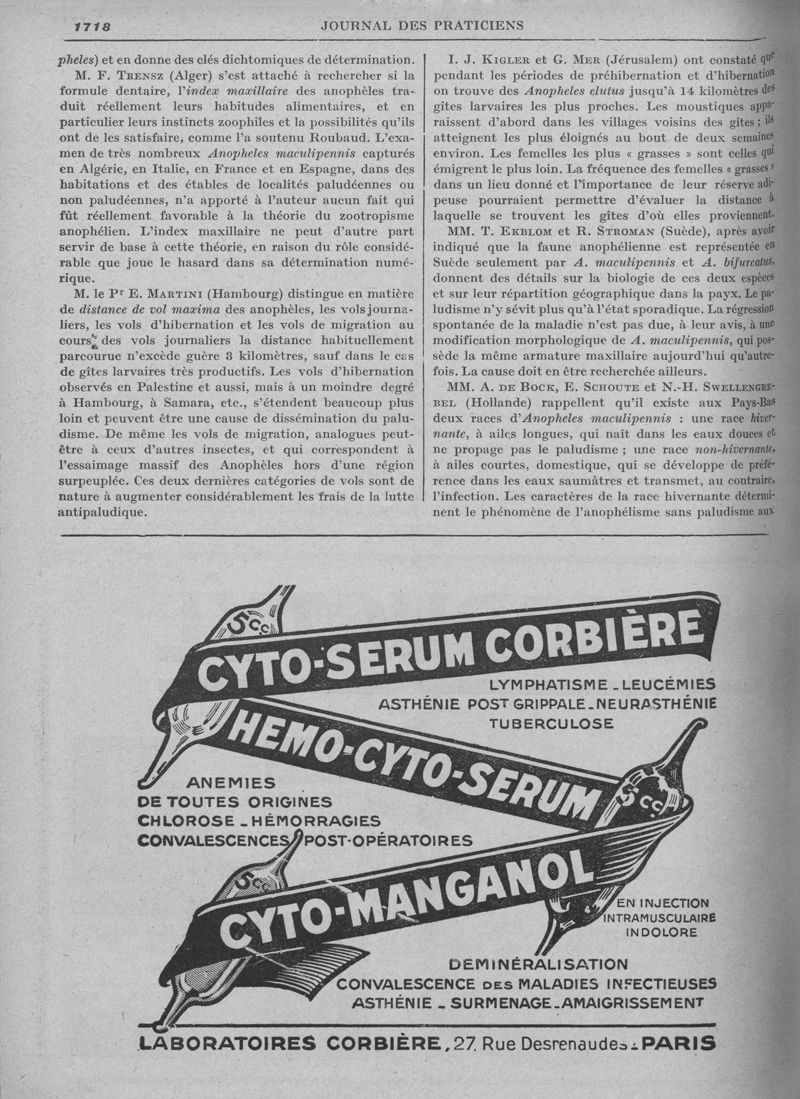 1718
JOURNAL DES PRATICIENS
pheles) et en donne des clés dichtomiques de détermination.
M. F. TRENSZ (Alger) s'est attaché à rechercher si la
formule dentaire, l'index maxillaire des anophèles tra-
duit réellement leurs habitudes alimentaires, et en
particulier leurs instincts zoophiles et la possibilités qu'ils
ont de les satisfaire, comme l'a soutenu Roubaud. L'exa-
men de très nombreux Anopheles maculipennis capturés
en Algérie, en Italie, en France et en Espagne, dans des
habitations et des étables de localités paludéennes ou
non paludéennes, n'a apporté à l'auteur aucun fait qui
fût réellement favorable à la théorie du zootropisme
anophélien. L'index maxillaire ne peut d'autre part
servir de base à cette théorie, en raison du rôle considé-
rable que joue le hasard dans sa détermination numé-
rique.
M. le Pr E. MARTINI (Hambourg) distingue en matière
de distance de vol maxima des anophèles, les vols journa-
liers, les vols d'hibernation et les vols de migration au
cours des vols journaliers la distance habituellement
parcourue n'excède guère 3 kilomètres, sauf dans le cas
de gîtes larvaires très productifs. Les vols d'hibernation
observés en Palestine et aussi, mais à un moindre degré
à Hambourg, à Samara, etc., s'étendent beaucoup plus
loin et peuvent être une cause de dissémination du palu-
disme. De même les vols de migration, analogues peut-
être à ceux d'autres insectes, et qui correspondent à
l'essaimage massif des Anophèles hors d'une région
surpeuplée. Ces deux dernières catégories de vols sont de
nature à augmenter considérablement les frais de la lutte
antipaludique.
I. J. KIGLER et G. MER (Jérusalem) ont constaté que
pendant les périodes de préhibernation et d'hibernation
on trouve des Anopheles elutus jusqu'à 14 kilomètres des
gîtes larvaires les plus proches. Les moustiques appa-
raissent d'abord dans les villages voisins des gites ; ils
atteignent les plus éloignés au bout de deux semaines
environ. Les femelles les plus « grasses » sont celles qui
émigrent le plus loin. La fréquence des femelles « grasses »
dans un lieu donné et l'importance de leur réserve adi-
peuse pourraient permettre d'évaluer la distance à
laquelle se trouvent les gîtes d'où elles proviennent.
MM. T. EKBLOM et R. STROMAN (Suède), après avoir
indiqué que la faune anophélienne est représentée en
Suède seulement par A. maculipennis et A. bifurcatus,
donnent des détails sur la biologie de ces deux espèces
et sur leur répartition géographique dans la payx. Le pa-
ludisme n'y sévit plus qu'à l'état sporadique. La régression
spontanée de la maladie n'est pas due, à leur avis, à une
modification morphologique de A. maculipennis, qui pos-
sède la même armature maxillaire aujourd'hui qu'autre-
fois. La cause doit en être recherchée ailleurs.
MM. A. DE BOCK, E. SCHOUTE et N.-H. SWELLENGRE-
BEL (Hollande) rappellent qu'il existe aux Pays-Bas
deux races d'Anopheles maculipennis : une race hiver-
nante, à ailes longues, qui naît dans les eaux douces et
ne propage pas le paludisme ; une race non-hivernante,
à ailes courtes, domestique, qui se développe de préfé-
rence dans les eaux saumâtres et transmet, au contraire,
l'infection. Les caractères de la race hivernante détermi-
nent le phénomène de l'anophélisme sans paludisme aux
5cc.
CYTO-SERUM CORBIÈRE
LYMPHATISME - LEUCÉMIES
ASTHÉNIE POST GRIPPALE - NEURASTHÉNIE
TUBERCULOSE
HEMO-CYTO-SERUM
5cc.
ANEMIES
DE TOUTES ORIGINES
CHLOROSE - HÉMORRAGIES
CONVALESCENCES POST-OPÉRATOIRES
5cc
CYTO-MANGANOL
EN INJECTION
INTRAMUSCULAIRE
INDOLORE
DEMINÉRALISATION
CONVALESCENCE DES MALADIES INFECTIEUSES
ASTHÉNIE - SURMENAGE - AMAIGRISSEMENT
LABORATOIRES CORBIÈRE, 27, Rue Desrenaudes - PARIS